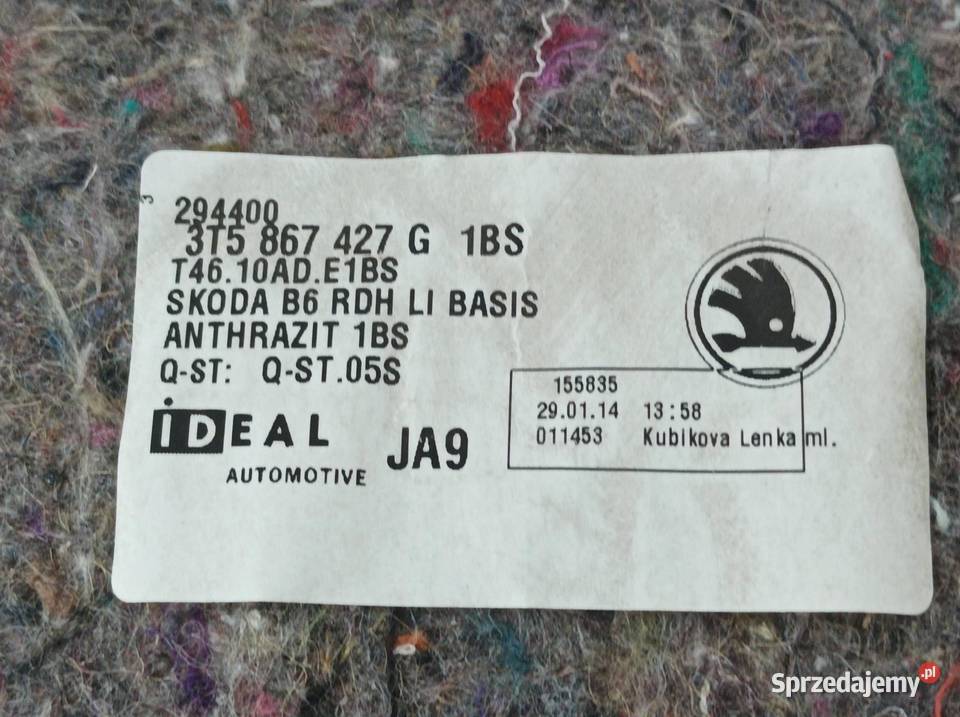 3
294400
3T5 867 427 G 1BS
T46.10AD.E1BS
SKODA B6 RDH LI BASIS
ANTHRAZIT 1BS
Q-ST: Q-ST.05S
155835
29.01.14 13:58
011453 Kubikova Lenka ml.
iDEAL
AUTOMOTIVE
JA9
Sprzedajemy.pl